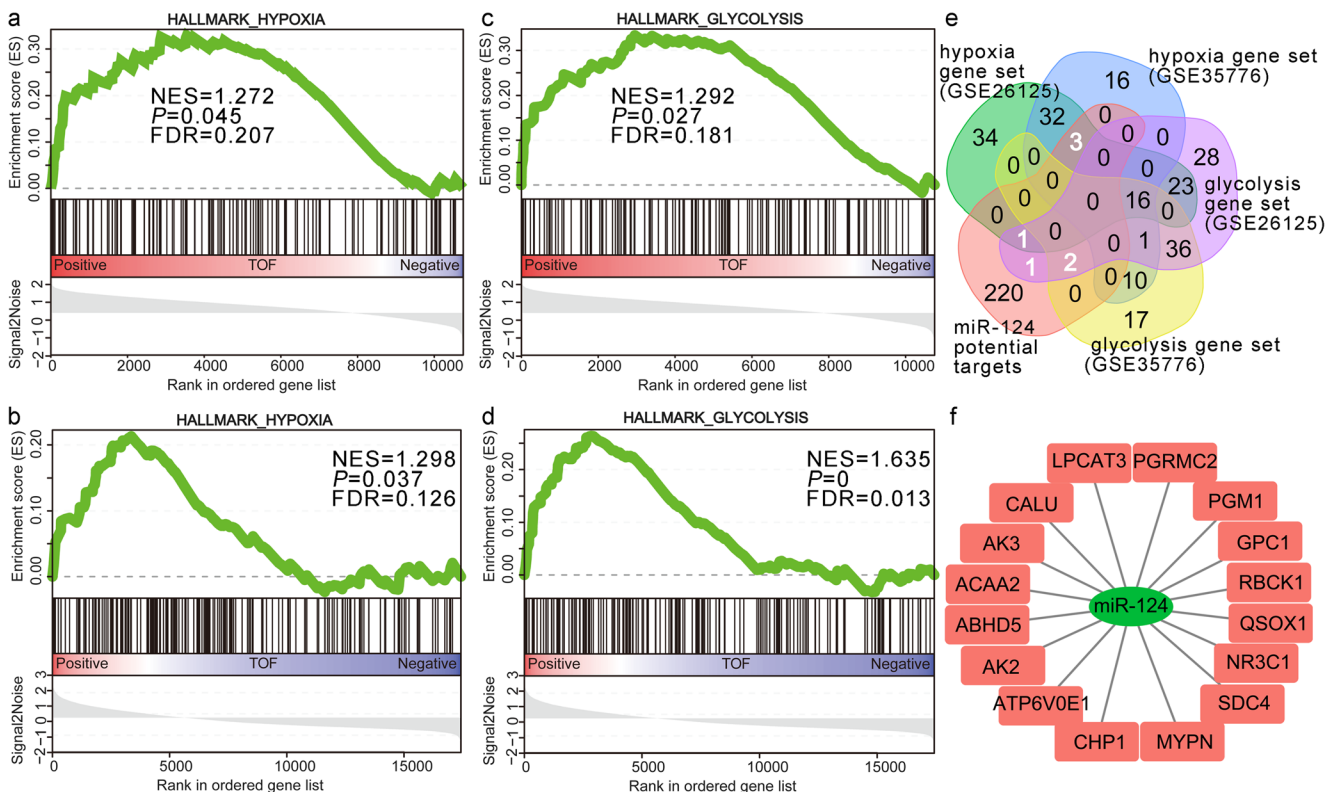 a
HALLMARK_HYPOXIA
Enrichment score (ES)
0.30
0.20
0.10
0.00
NES=1.272
P=0.045
FDR=0.207
Positive
TOF
Negative
Signal2Noise
2
1
0
−1
−2
0
2000
4000
6000
8000
10000
Rank in ordered gene list
c
HALLMARK_GLYCOLYSIS
Enrichment score (ES)
0.30
0.20
0.10
0.00
NES=1.292
P=0.027
FDR=0.181
Positive
TOF
Negative
Signal2Noise
2
1
0
−1
−2
0
2000
4000
6000
8000
10000
Rank in ordered gene list
e
hypoxia
gene set
(GSE26125)
hypoxia gene set
(GSE35776)
glycolysis
gene set
(GSE26125)
glycolysis gene set
(GSE35776)
miR-124
potential
targets
16
34
32
0
3
0
0
28
0
0
0
0
0
23
0
16
0
0
0
0
0
0
1
36
1
1
2
0
10
220
0
17
b
HALLMARK_HYPOXIA
Enrichment score (ES)
0.20
0.10
0.00
NES=1.298
P=0.037
FDR=0.126
Positive
TOF
Negative
Signal2Noise
3
2
1
0
−1
−2
0
5000
10000
15000
Rank in ordered gene list
d
HALLMARK_GLYCOLYSIS
Enrichment score (ES)
0.20
0.10
0.00
NES=1.635
P=0
FDR=0.013
Positive
TOF
Negative
Signal2Noise
3
2
1
0
−1
−2
0
5000
10000
15000
Rank in ordered gene list
f
LPCAT3
PGRMC2
CALU
PGM1
AK3
GPC1
ACAA2
RBCK1
miR-124
ABHD5
QSOX1
AK2
NR3C1
ATP6V0E1
SDC4
CHP1
MYPN